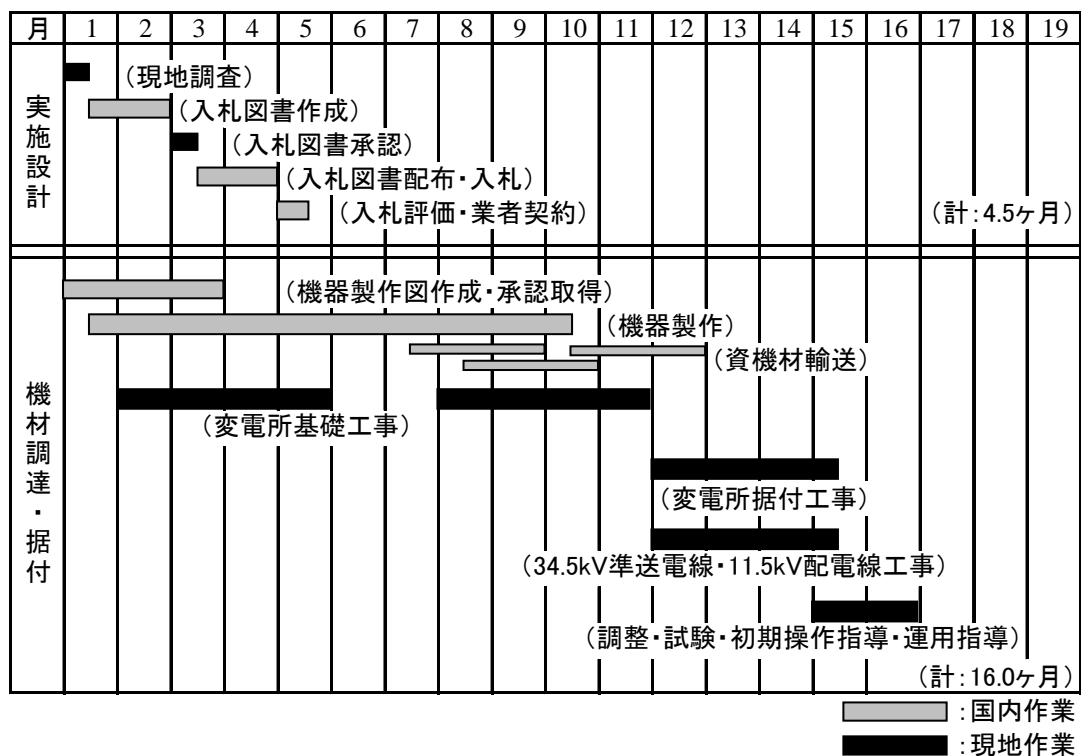 月 1 2 3 4 5 6 7 8 9 10 11 12 13 14 15 16 17 18 19
実施設計
（現地調査）
（入札図書作成）
（入札図書承認）
（入札図書配布・入札）
（入札評価・業者契約）
（計：4.5ヶ月）
機材調達・据付
（機器製作図作成・承認取得）
（機器製作）
（資機材輸送）
（変電所基礎工事）
（変電所据付工事）
（34.5kV準送電線・11.5kV配電線工事）
（調整・試験・初期操作指導・運用指導）
（計：16.0ヶ月）
：国内作業
：現地作業